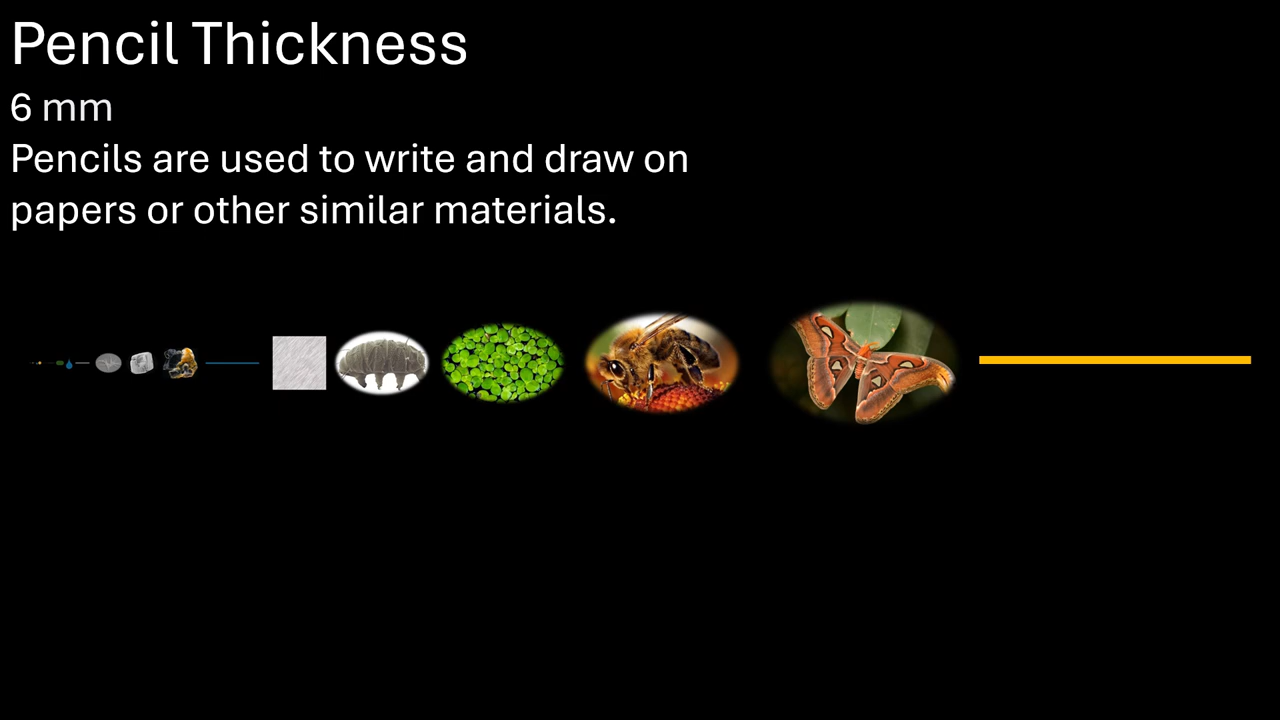 Pencil Thickness
6 mm
Pencils are used to write and draw on
papers or other similar materials.